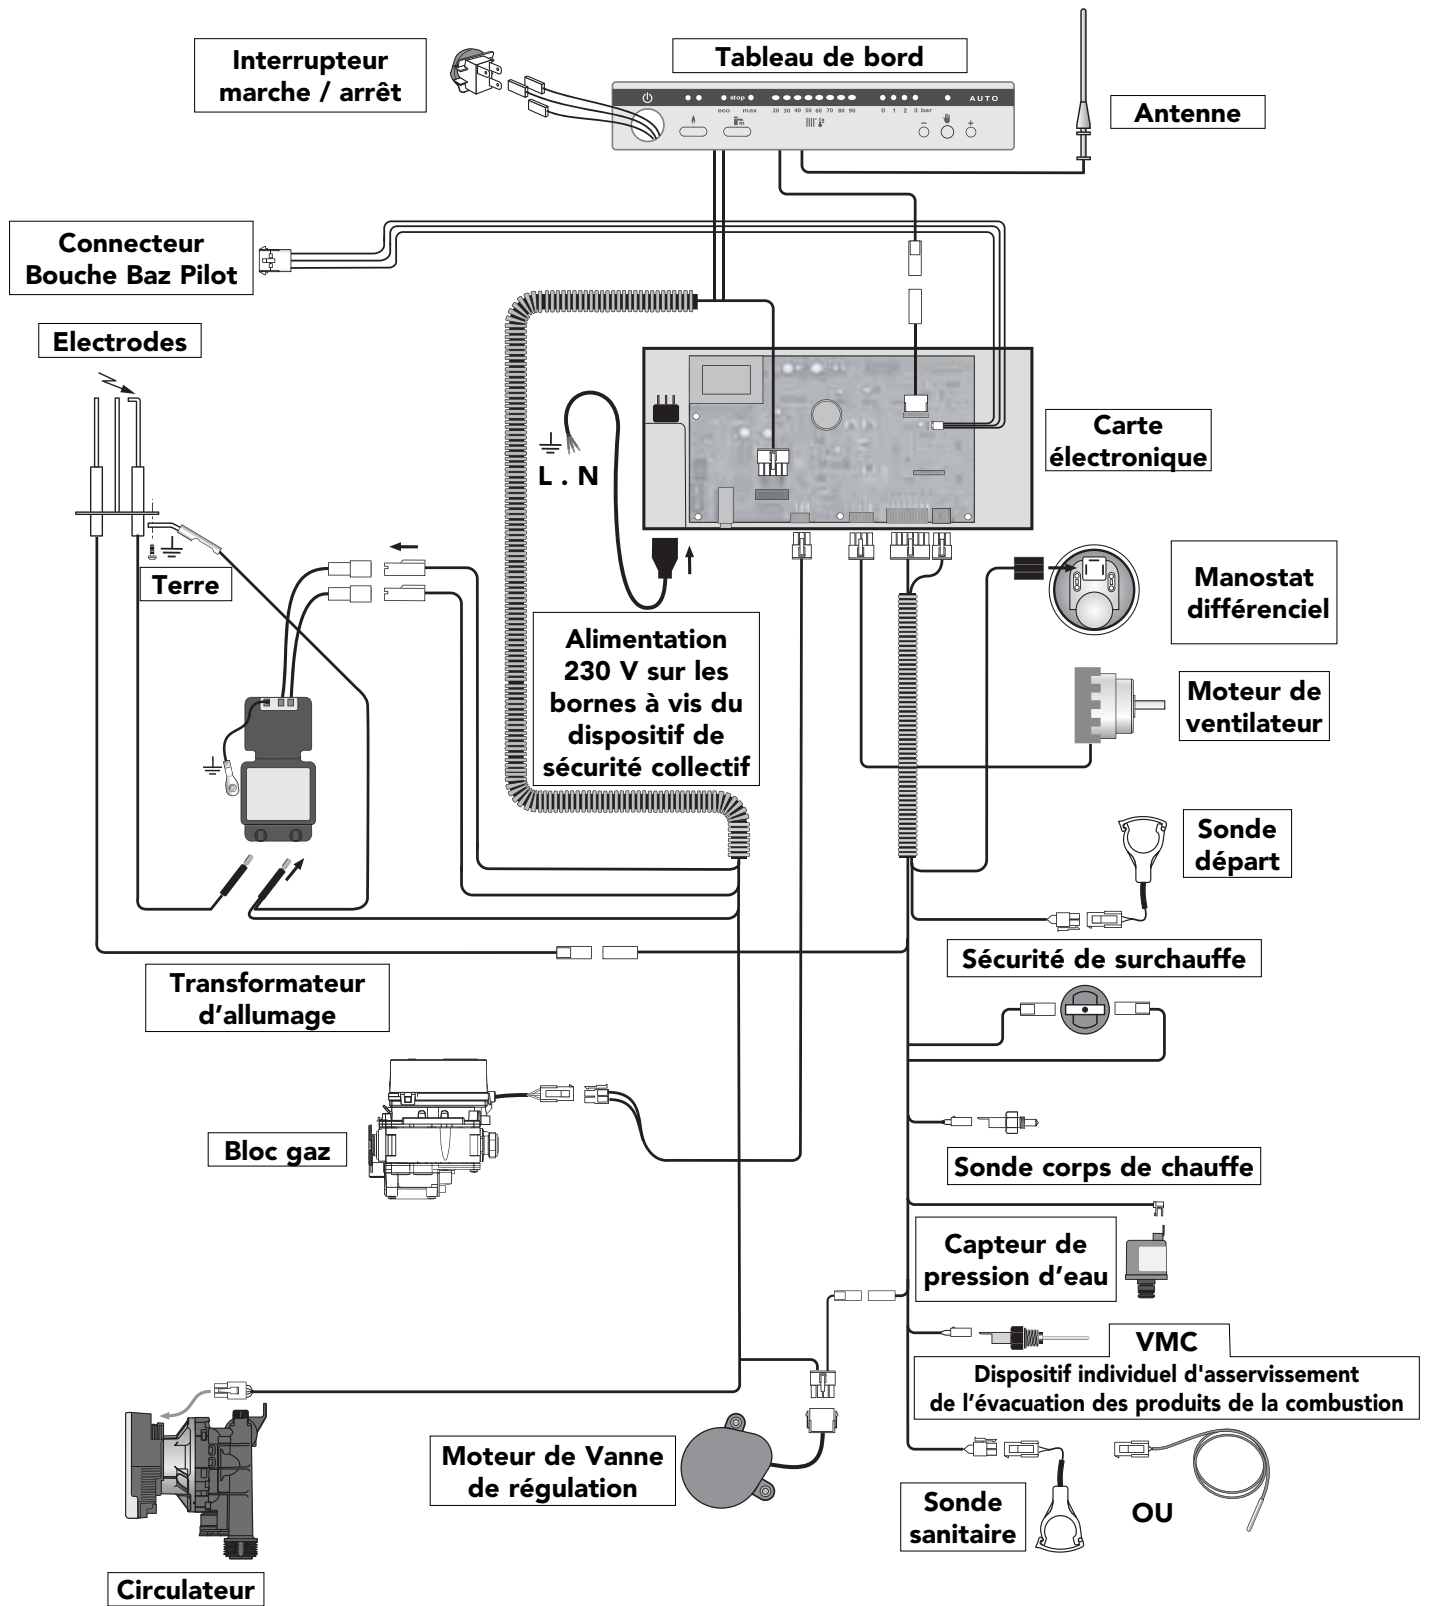 Interrupteur
marche / arrêt
Tableau de bord
stop
AUTO
eco max 20 30 40 50 60 70 80 90 0 1 2 3 bar
- +
Antenne
Connecteur
Bouche Baz Pilot
Electrodes
Carte
électronique
L . N
Terre
Alimentation
230 V sur les
bornes à vis du
dispositif de
sécurité collectif
Manostat
différenciel
Moteur de
ventilateur
Sonde
départ
Sécurité de surchauffe
Transformateur
d’allumage
Bloc gaz
Sonde corps de chauffe
Capteur de
pression d’eau
VMC
Dispositif individuel d'asservissement
de l’évacuation des produits de la combustion
Moteur de Vanne
de régulation
Sonde
sanitaire
OU
Circulateur